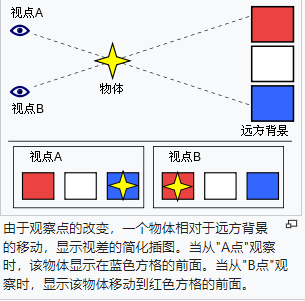 视点A
物体
视点B
远方背景
视点A
视点B
由于观察点的改变，一个物体相对于远方背景
的移动，显示视差的简化插图。当从"A点"观察
时，该物体显示在蓝色方格的前面。当从"B点"观
察时，显示该物体移动到红色方格的前面。